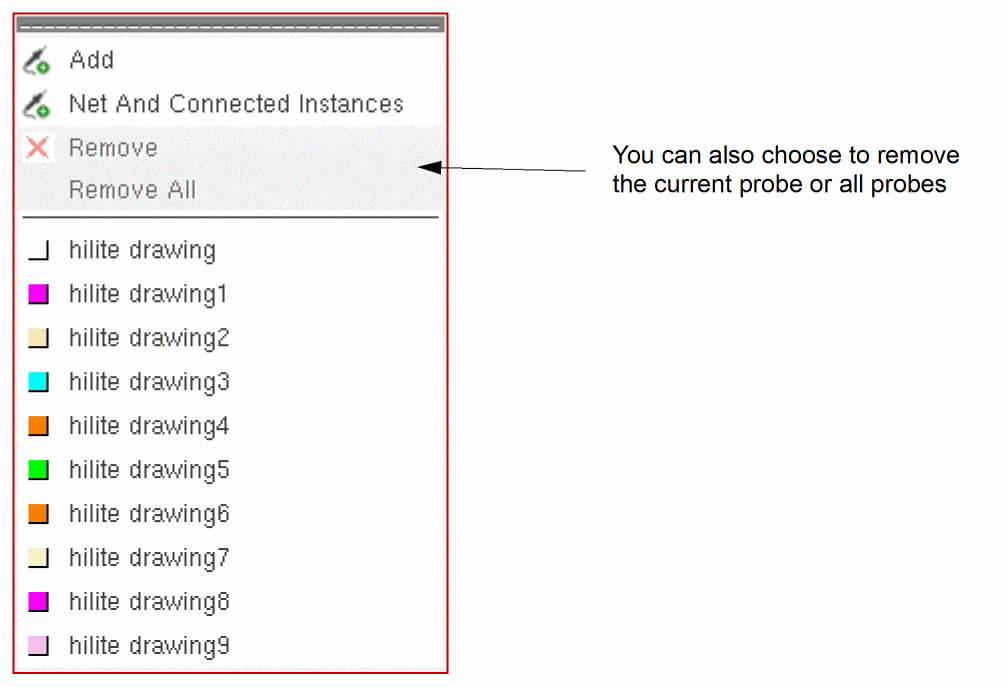 Add
Net And Connected Instances
Remove
Remove All
You can also choose to remove
the current probe or all probes
hilite drawing
hilite drawing1
hilite drawing2
hilite drawing3
hilite drawing4
hilite drawing5
hilite drawing6
hilite drawing7
hilite drawing8
hilite drawing9